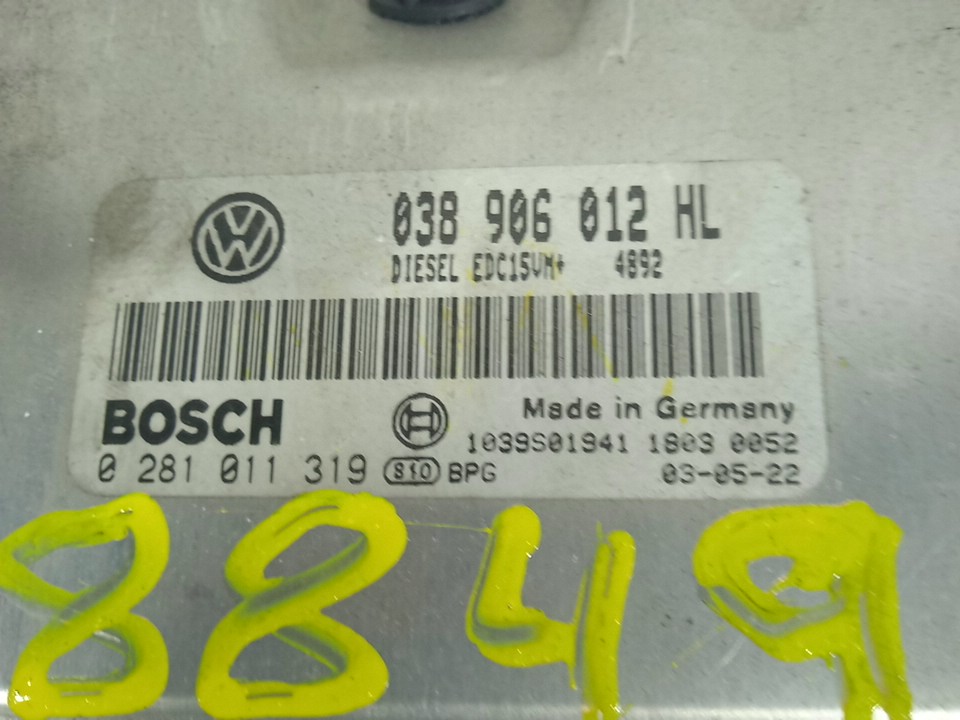 038 906 012 HL
DIESEL EDC15VM+ 4892
BOSCH
Made in Germany
1039S01941 1803 0052
0 281 011 319 810 BPG 03-05-22
8849